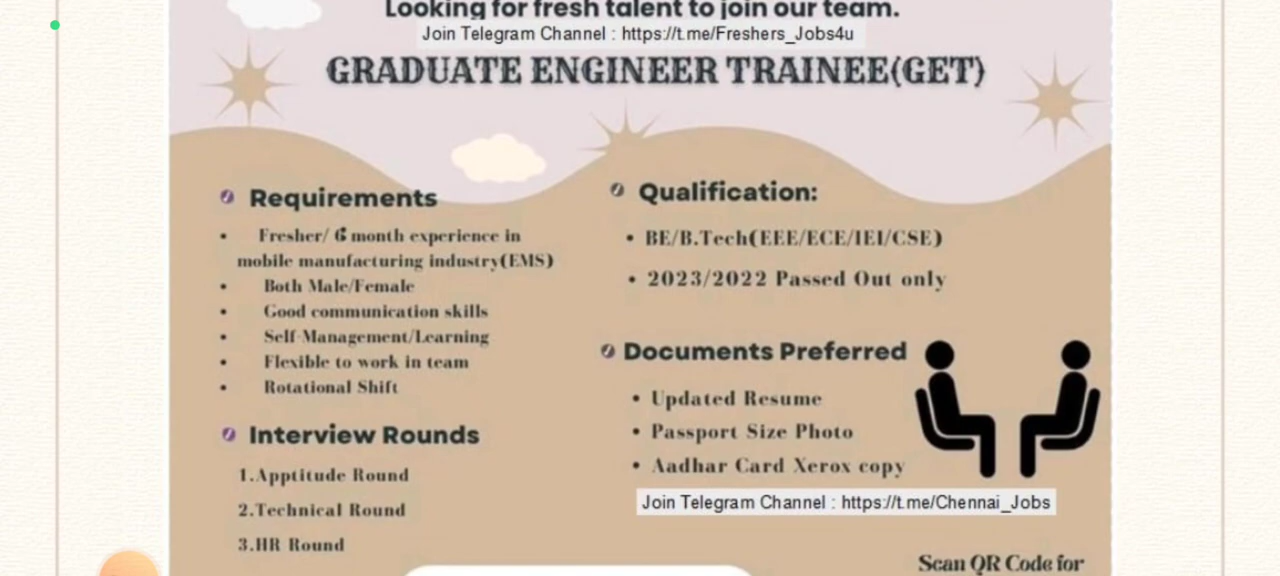 Looking for fresh talent to join our team.
Join Telegram Channel : https://t.me/Freshers_Jobs4u
GRADUATE ENGINEER TRAINEE(GET)
Requirements
• Fresher/ 6 month experience in
mobile manufacturing industry(EMS)
• Both Male/Female
• Good communication skills
• Self-Management/Learning
• Flexible to work in team
• Rotational Shift
Interview Rounds
1.Apptitude Round
2.Technical Round
3.HR Round
Qualification:
• BE/B.Tech(EEE/ECE/IEI/CSE)
• 2023/2022 Passed Out only
Documents Preferred
• Updated Resume
• Passport Size Photo
• Aadhar Card Xerox copy
Join Telegram Channel : https://t.me/Chennai_Jobs
Scan QR Code for